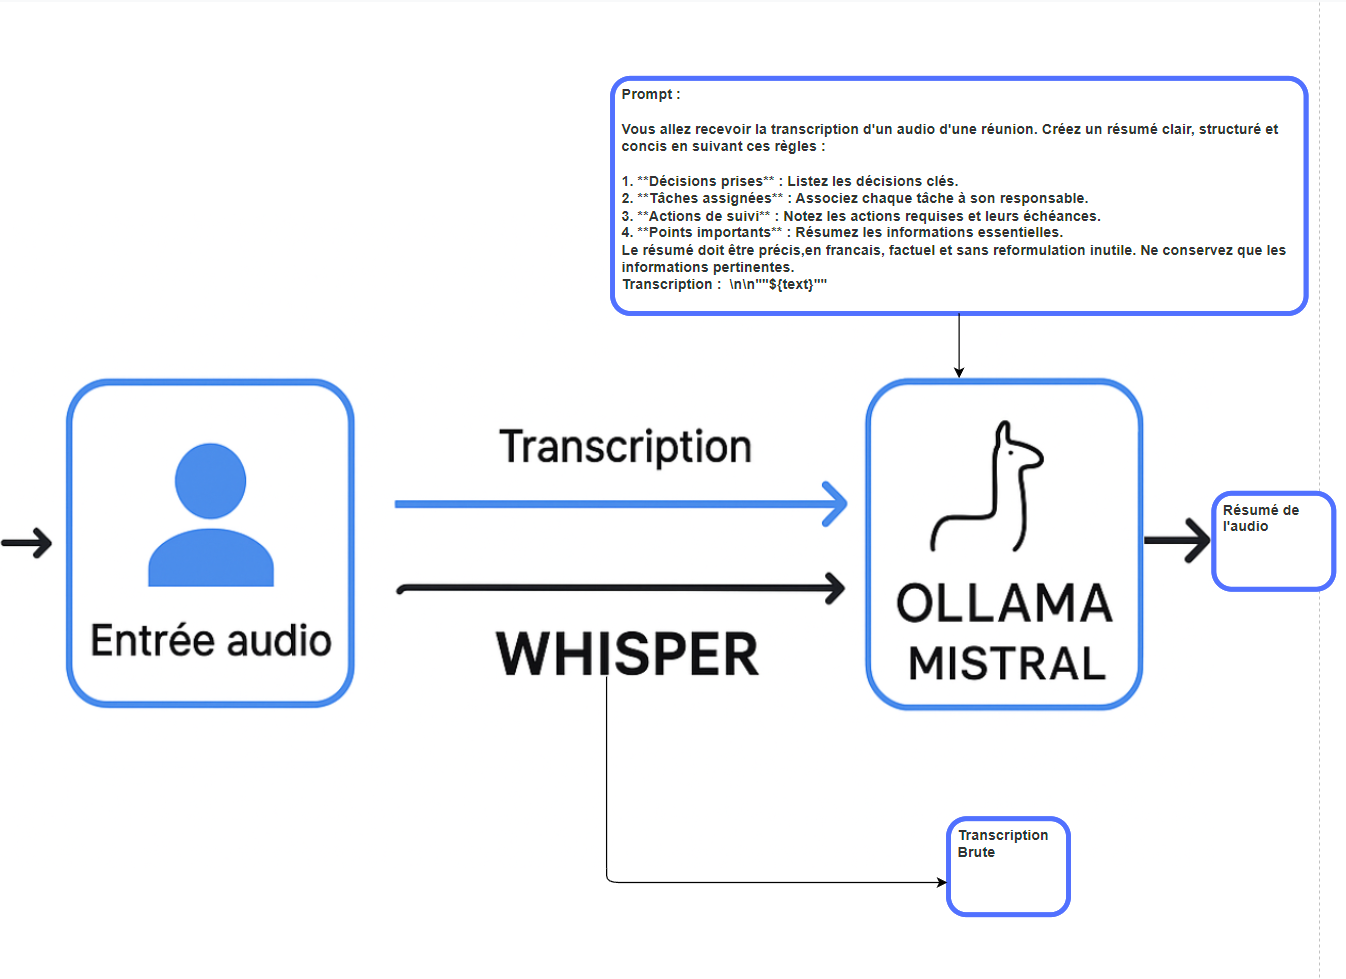 Prompt :
Vous allez recevoir la transcription d'un audio d'une réunion. Créez un résumé clair, structuré et
concis en suivant ces règles :
1. **Décisions prises** : Listez les décisions clés.
2. **Tâches assignées** : Associez chaque tâche à son responsable.
3. **Actions de suivi** : Notez les actions requises et leurs échéances.
4. **Points importants** : Résumez les informations essentielles.
Le résumé doit être précis,en francais, factuel et sans reformulation inutile. Ne conservez que les
informations pertinentes.
Transcription :  \n\n""${text}""
Entrée audio
Transcription
WHISPER
OLLAMA
MISTRAL
Résumé de
l'audio
Transcription
Brute